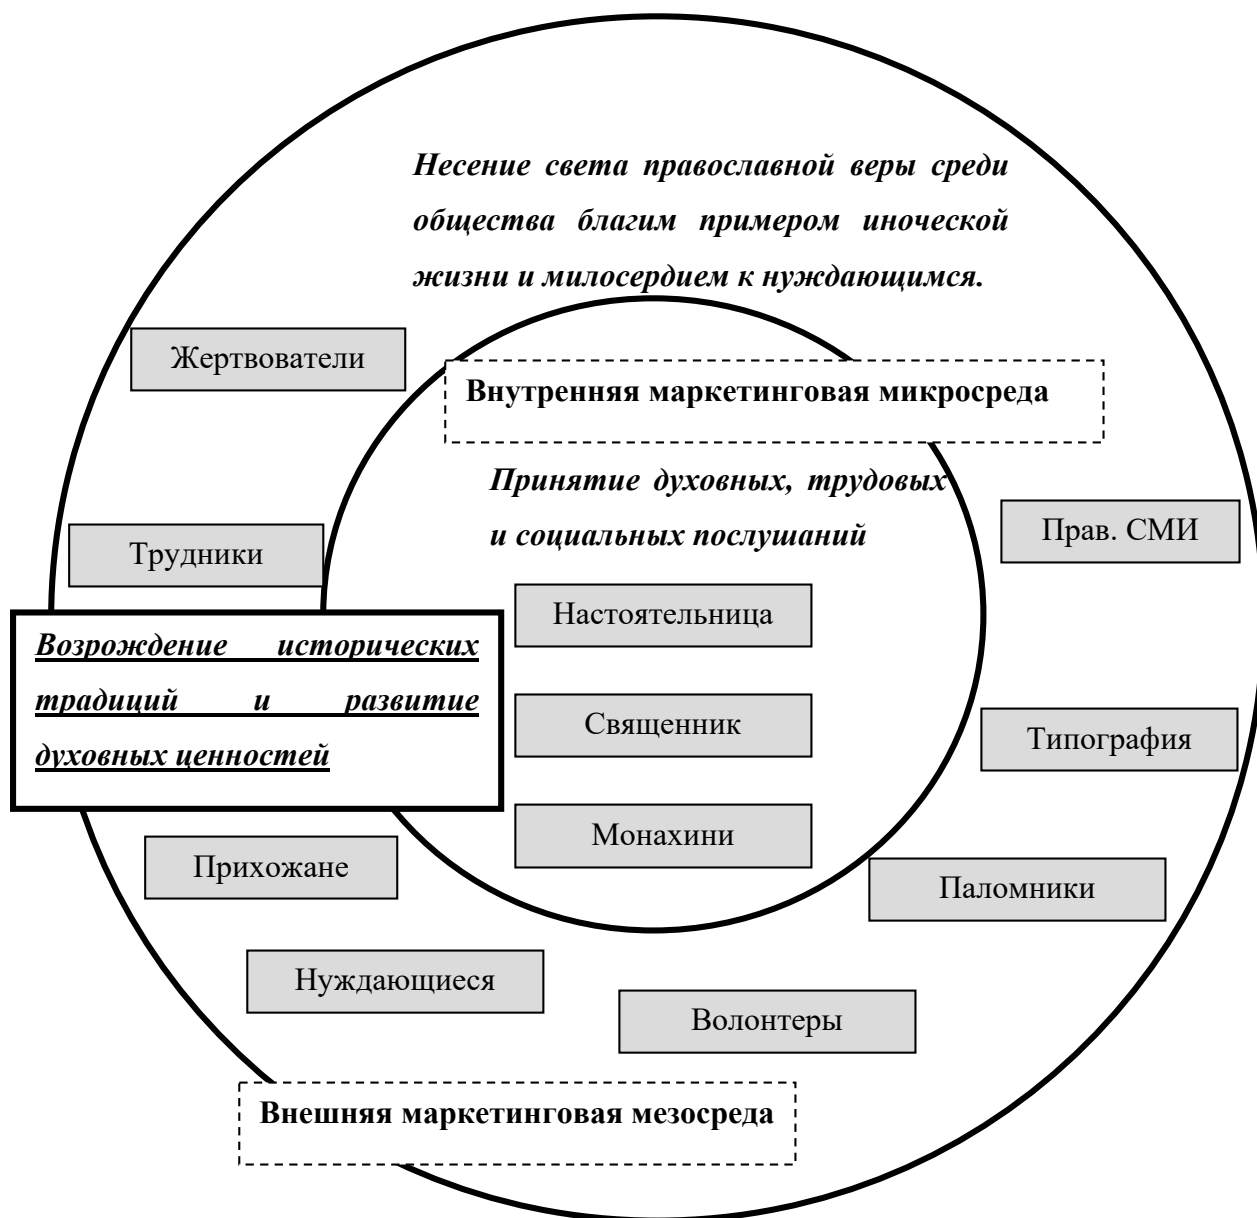 Несение света православной веры среди
общества благим примером иноческой
жизни и милосердием к нуждающимся.
Жертвователи
Внутренняя маркетинговая микросреда
Принятие духовных, трудовых
и социальных послушаний
Прав. СМИ
Трудники
Настоятельница
Возрождение исторических
традиций и развитие
духовных ценностей
Священник
Типография
Монахини
Прихожане
Паломники
Нуждающиеся
Волонтеры
Внешняя маркетинговая мезосреда